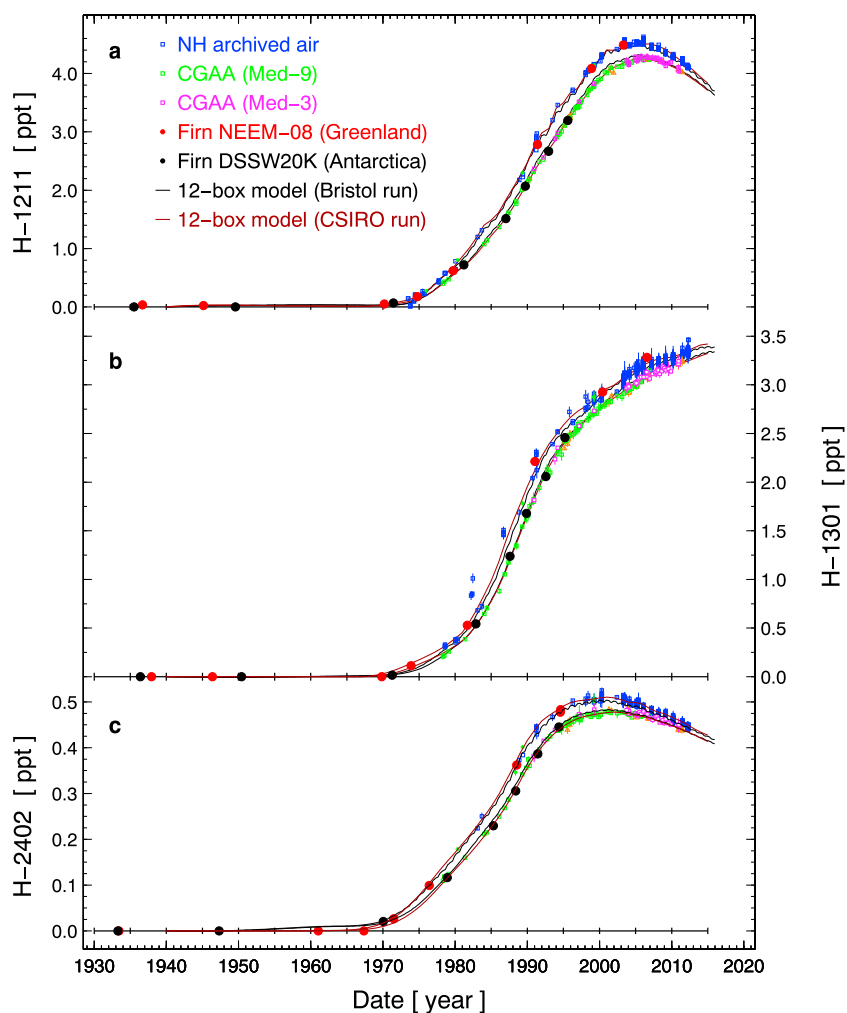 a
NH archived air
CGAA (Med−9)
CGAA (Med−3)
Firn NEEM−08 (Greenland)
Firn DSSW20K (Antarctica)
12−box model (Bristol run)
12−box model (CSIRO run)
H−1211 [ ppt ]
4.0
3.0
2.0
1.0
0.0
b
3.5
3.0
2.5
2.0
1.5
1.0
0.5
0.0
H−1301 [ ppt ]
c
H−2402 [ ppt ]
0.5
0.4
0.3
0.2
0.1
0.0
1930 1940 1950 1960 1970 1980 1990 2000 2010 2020
Date [ year ]